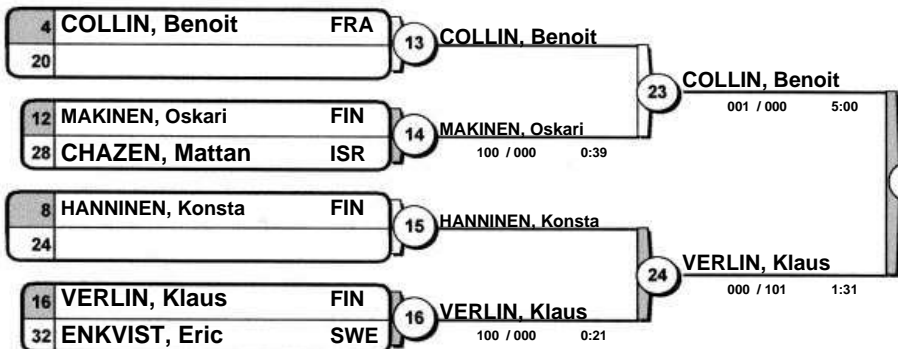 4 COLLIN, Benoit FRA
20
13 COLLIN, Benoit
12 MAKINEN, Oskari FIN
28 CHAZEN, Mattan ISR
14 MAKINEN, Oskari
100 / 000 0:39
23 COLLIN, Benoit
001 / 000 5:00
8 HANNINEN, Konsta FIN
24
15 HANNINEN, Konsta
16 VERLIN, Klaus FIN
32 ENKVIST, Eric SWE
16 VERLIN, Klaus
100 / 000 0:21
24 VERLIN, Klaus
000 / 101 1:31